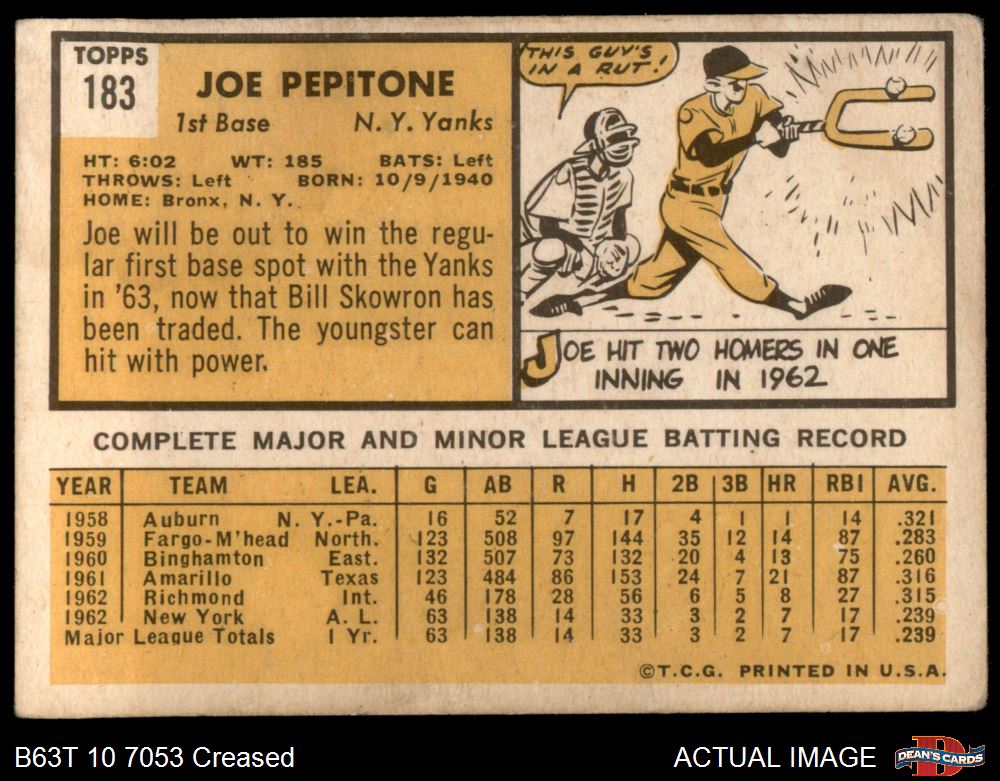 TOPPS
183
JOE PEPITONE
1st Base N. Y. Yanks
HT: 6:02 WT: 185 BATS: Left
THROWS: Left BORN: 10/9/1940
HOME: Bronx, N. Y.
Joe will be out to win the regu-
lar first base spot with the Yanks
in '63, now that Bill Skowron has
been traded. The youngster can
hit with power.
THIS GUY'S
IN A RUT!
JOE HIT TWO HOMERS IN ONE
INNING IN 1962
COMPLETE MAJOR AND MINOR LEAGUE BATTING RECORD
YEAR TEAM LEA. G AB R H 2B 3B HR RBI AVG.
1958 Auburn N. Y.-Pa. 16 52 7 17 4 1 1 14 .321
1959 Fargo-M'head North. 123 508 97 144 35 12 14 87 .283
1960 Binghamton East. 132 507 73 132 20 4 13 75 .260
1961 Amarillo Texas 123 484 86 153 24 7 21 87 .316
1962 Richmond Int. 46 178 28 56 6 5 8 27 .315
1962 New York A. L. 63 138 14 33 3 2 7 17 .239
Major League Totals 1 Yr. 63 138 14 33 3 2 7 17 .239
©T.C.G. PRINTED IN U.S.A.
B63T 10 7053 Creased
ACTUAL IMAGE
D
DEAN'S CARDS